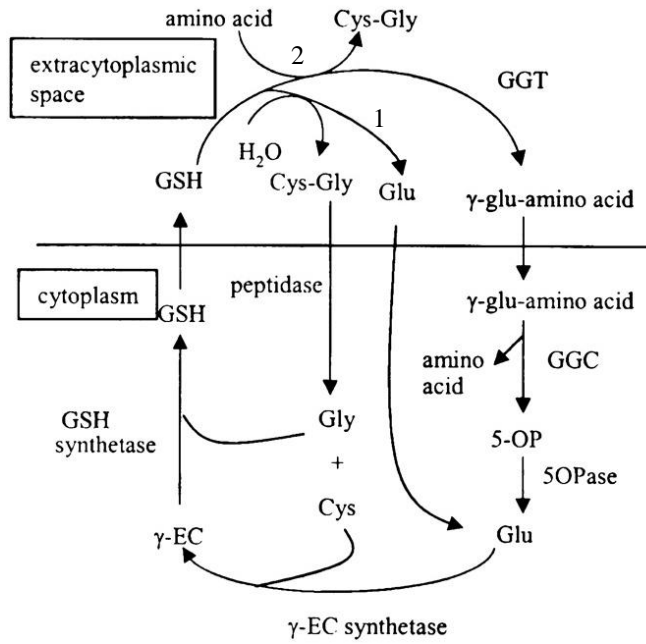 amino acid
Cys-Gly
2
extracytoplasmic
space
GGT
1
H₂O
GSH
Cys-Gly
Glu
γ-glu-amino acid
peptidase
cytoplasm
GSH
γ-glu-amino acid
amino
acid
GGC
GSH
synthetase
Gly
+
Cys
5-OP
5OPase
γ-EC
Glu
γ-EC synthetase